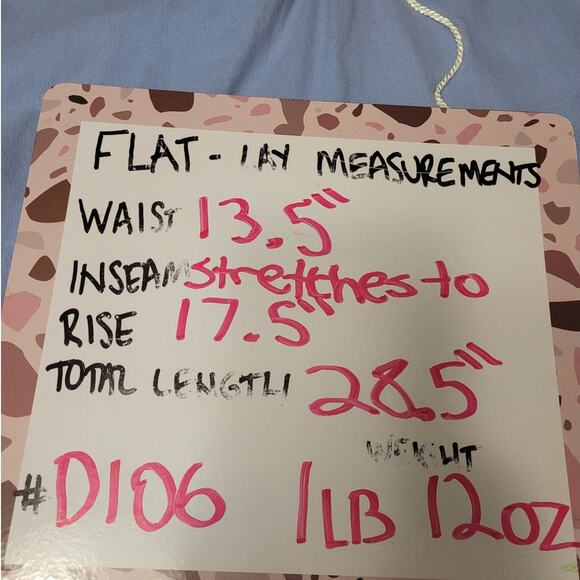 FLAT - LAY MEASUREMENTS
WAIST 13.5"
INSEAM stretches to
RISE 17.5"
TOTAL LENGTH 28.5"
WEIGHT
#D106 1LB 12OZ